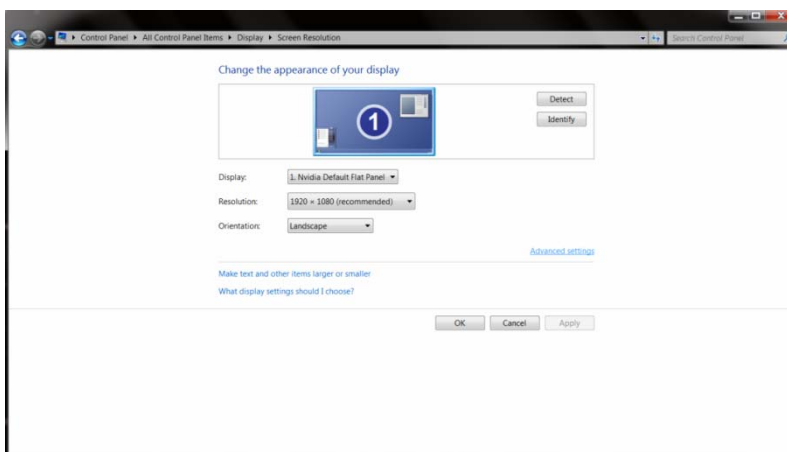 Control Panel ▸ All Control Panel Items ▸ Display ▸ Screen Resolution
Search Control Panel
Change the appearance of your display
1
Detect
Identify
Display: 1. Nvidia Default Flat Panel
Resolution: 1920 × 1080 (recommended)
Orientation: Landscape
Advanced settings
Make text and other items larger or smaller
What display settings should I choose?
OK Cancel Apply